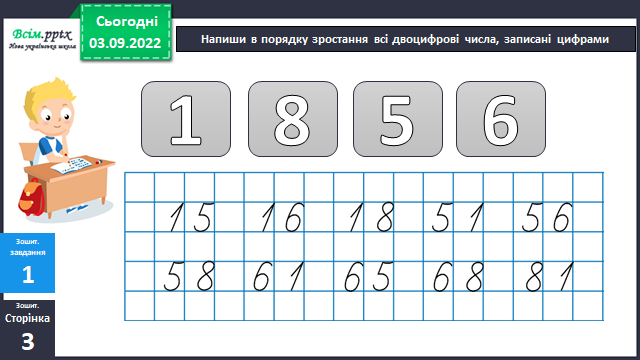 Всім.pptx
Нова українська школа
Сьогодні
03.09.2022
Напиши в порядку зростання всі двоцифрові числа, записані цифрами
1 8 5 6
15 16 18 51 56
58 61 65 68 81
Зошит.
завдання
1
Зошит.
Сторінка
3